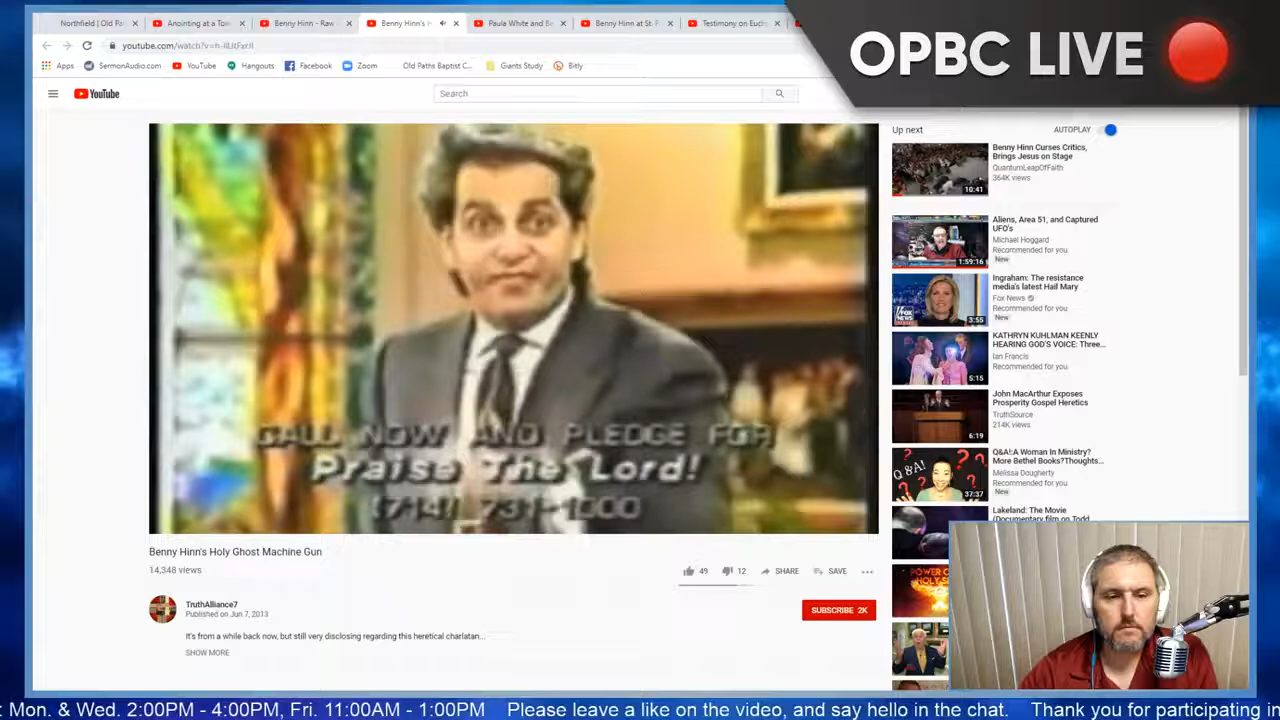 Northfield | Old Pa
Anointing at a Tow
Benny Hinn - Raw
Benny Hinn's H
Paula White and Be
Benny Hinn at St. P
Testimony on Euch
OPBC LIVE
Apps
SermonAudio.com
YouTube
Hangouts
Facebook
Zoom
Old Paths Baptist C...
Giants Study
Bitly
YouTube
Search
NOW AND PLEDGE FOR
Praise The Lord!
(714) 731-1000
Benny Hinn's Holy Ghost Machine Gun
14,348 views
49
12
SHARE
SAVE
TruthAlliance7
Published on Jun 7, 2013
SUBSCRIBE 2K
It's from a while back now, but still very disclosing regarding this heretical charlatan...
SHOW MORE
Up next
AUTOPLAY
Benny Hinn Curses Critics,
Brings Jesus on Stage
QuantumLeapOfFaith
364K views
10:41
Aliens, Area 51, and Captured
UFO's
Michael Hoggard
Recommended for you
New
1:59:16
Ingraham: The resistance
media's latest Hail Mary
Fox News
Recommended for you
New
3:55
KATHRYN KUHLMAN KEENLY
HEARING GOD'S VOICE: Three...
Ian Francis
Recommended for you
5:15
John MacArthur Exposes
Prosperity Gospel Heretics
TruthSource
214K views
6:19
Q&A!:A Woman In Ministry?
More Bethel Books?Thoughts...
Melissa Dougherty
Recommended for you
New
Q&A!
37:37
Lakeland: The Movie
(Documentary film on Todd
: Mon. & Wed. 2:00PM - 4:00PM, Fri. 11:00AM - 1:00PM Please leave a like on the video, and say hello in the chat. Thank you for participating in